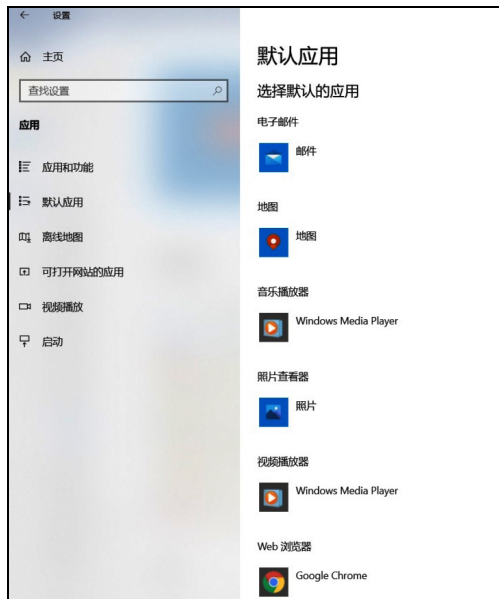 设置
主页
查找设置
应用
应用和功能
默认应用
离线地图
可打开网站的应用
视频播放
启动
默认应用
选择默认的应用
电子邮件
邮件
地图
地图
音乐播放器
Windows Media Player
照片查看器
照片
视频播放器
Windows Media Player
Web 浏览器
Google Chrome